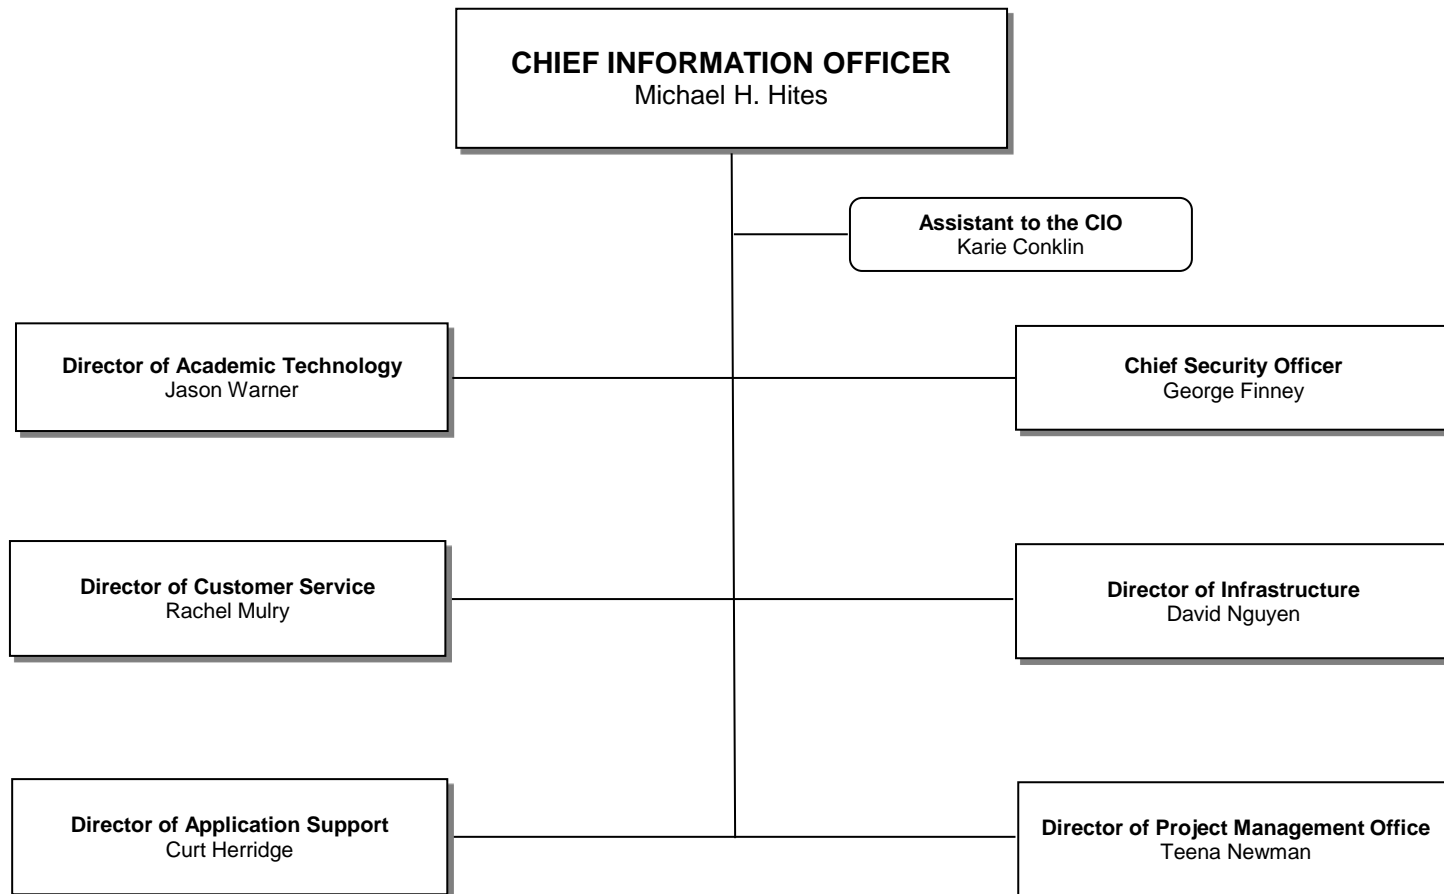 CHIEF INFORMATION OFFICER
Michael H. Hites
Assistant to the CIO
Karie Conklin
Director of Academic Technology
Jason Warner
Chief Security Officer
George Finney
Director of Customer Service
Rachel Mulry
Director of Infrastructure
David Nguyen
Director of Application Support
Curt Herridge
Director of Project Management Office
Teena Newman